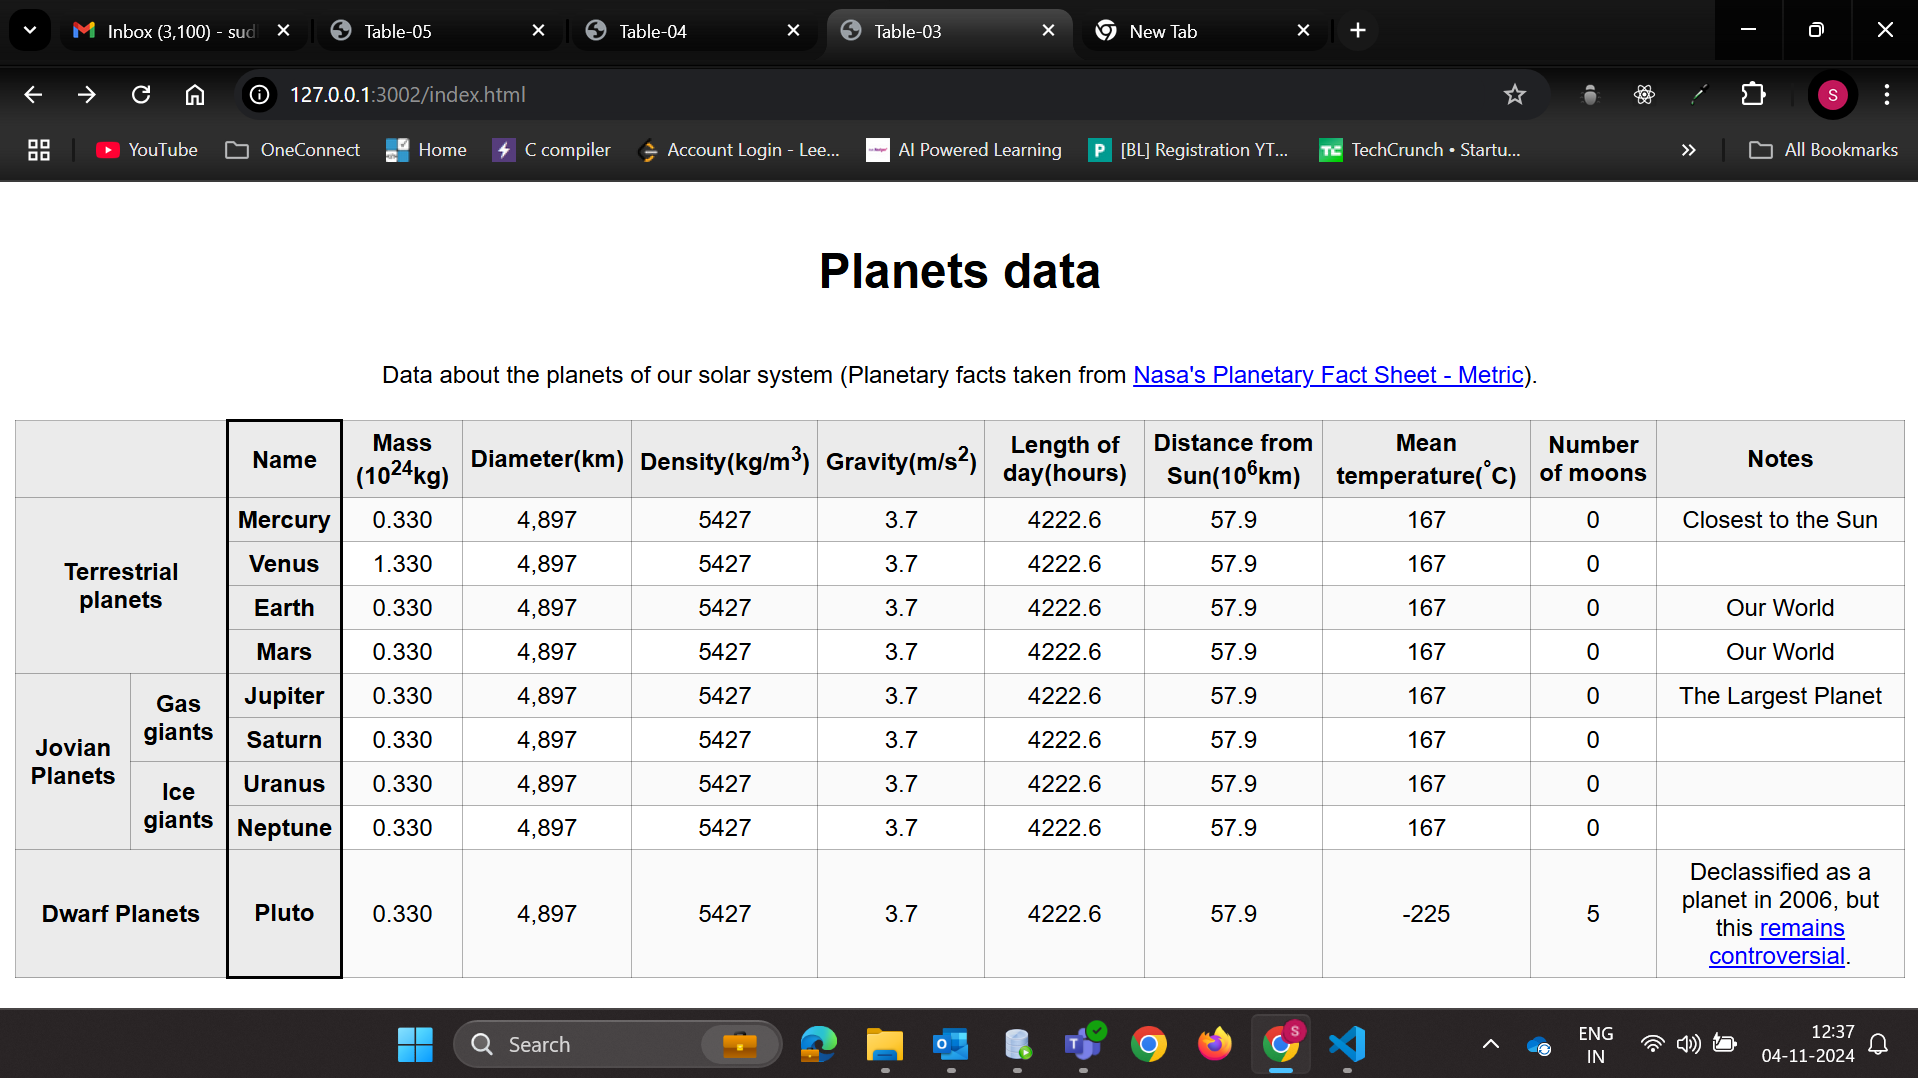 Inbox (3,100) - sud
Table-05
Table-04
Table-03
New Tab
127.0.0.1:3002/index.html
S
YouTube
OneConnect
Home
C compiler
Account Login - Lee...
AI Powered Learning
P
[BL] Registration YT...
TechCrunch • Startu...
»
All Bookmarks
Planets data
Data about the planets of our solar system (Planetary facts taken from Nasa's Planetary Fact Sheet - Metric).
Name
Mass
(10²⁴kg)
Diameter(km)
Density(kg/m³)
Gravity(m/s²)
Length of
day(hours)
Distance from
Sun(10⁶km)
Mean
temperature(°C)
Number
of moons
Notes
Terrestrial
planets
Mercury 0.330 4,897 5427 3.7 4222.6 57.9 167 0 Closest to the Sun
Venus 1.330 4,897 5427 3.7 4222.6 57.9 167 0
Earth 0.330 4,897 5427 3.7 4222.6 57.9 167 0 Our World
Mars 0.330 4,897 5427 3.7 4222.6 57.9 167 0 Our World
Jovian
Planets
Gas
giants
Jupiter 0.330 4,897 5427 3.7 4222.6 57.9 167 0 The Largest Planet
Saturn 0.330 4,897 5427 3.7 4222.6 57.9 167 0
Ice
giants
Uranus 0.330 4,897 5427 3.7 4222.6 57.9 167 0
Neptune 0.330 4,897 5427 3.7 4222.6 57.9 167 0
Dwarf Planets Pluto 0.330 4,897 5427 3.7 4222.6 57.9 -225 5
Declassified as a
planet in 2006, but
this remains
controversial.
Search
S
ENG
IN
12:37
04-11-2024